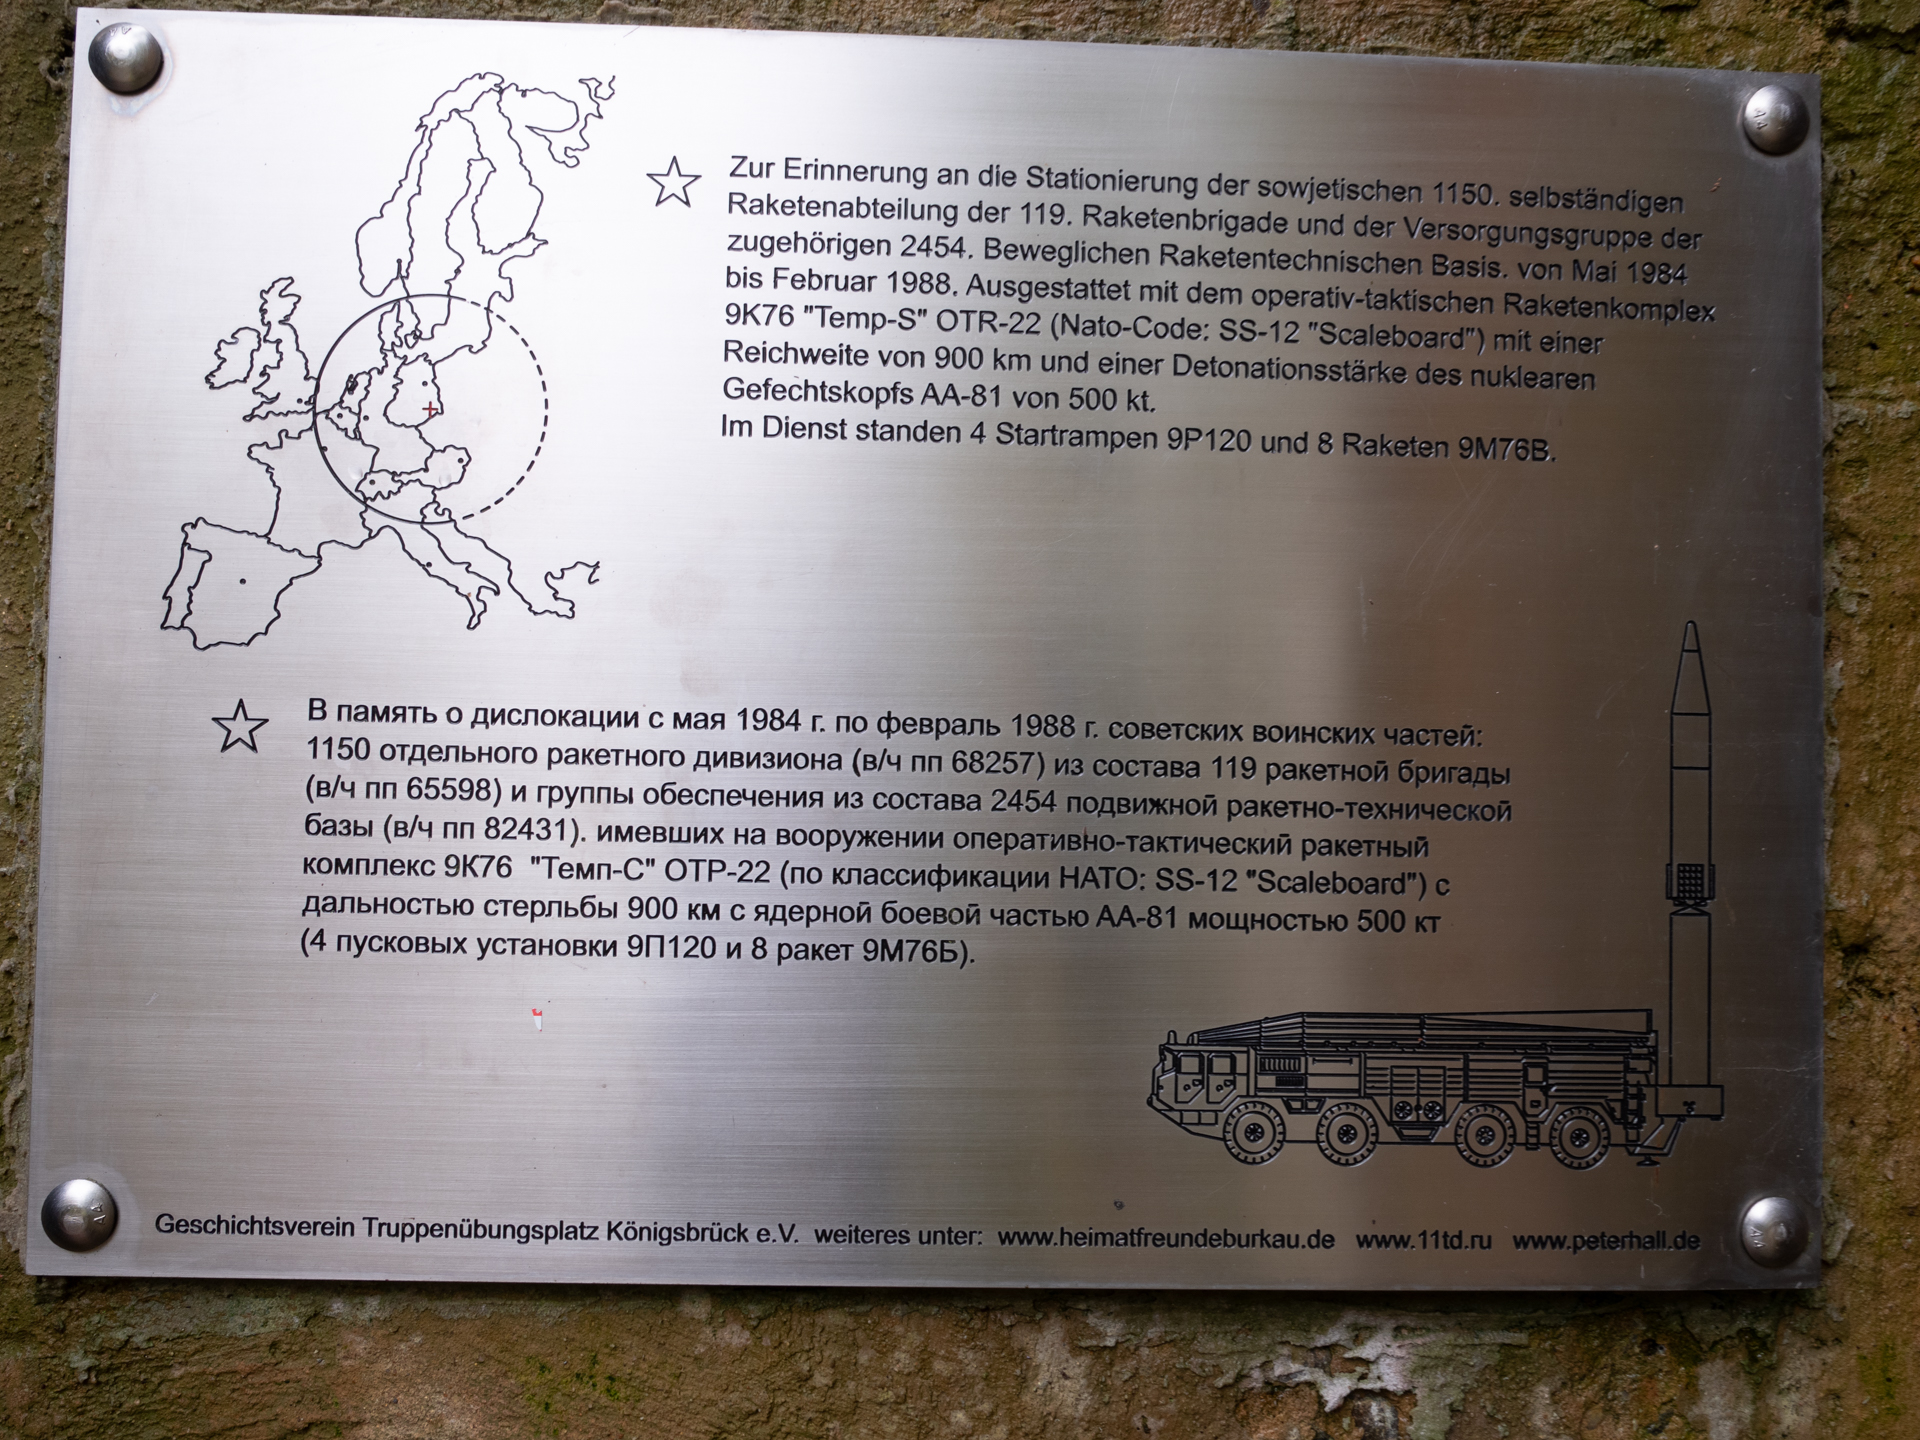 Zur Erinnerung an die Stationierung der sowjetischen 1150. selbständigen
Raketenabteilung der 119. Raketenbrigade und der Versorgungsgruppe der
zugehörigen 2454. Beweglichen Raketentechnischen Basis. von Mai 1984
bis Februar 1988. Ausgestattet mit dem operativ-taktischen Raketenkomplex
9K76 "Temp-S" OTR-22 (Nato-Code: SS-12 "Scaleboard") mit einer
Reichweite von 900 km und einer Detonationsstärke des nuklearen
Gefechtskopfs AA-81 von 500 kt.
Im Dienst standen 4 Startrampen 9P120 und 8 Raketen 9M76B.
В память о дислокации с мая 1984 г. по февраль 1988 г. советских воинских частей:
1150 отдельного ракетного дивизиона (в/ч пп 68257) из состава 119 ракетной бригады
(в/ч пп 65598) и группы обеспечения из состава 2454 подвижной ракетно-технической
базы (в/ч пп 82431). имевших на вооружении оперативно-тактический ракетный
комплекс 9К76 "Темп-С" ОТР-22 (по классификации НАТО: SS-12 "Scaleboard") с
дальностью стерльбы 900 км с ядерной боевой частью АА-81 мощностью 500 кт
(4 пусковых установки 9П120 и 8 ракет 9М76Б).
Geschichtsverein Truppenübungsplatz Königsbrück e.V. weiteres unter: www.heimatfreundeburkau.de www.11td.ru www.peterhall.de